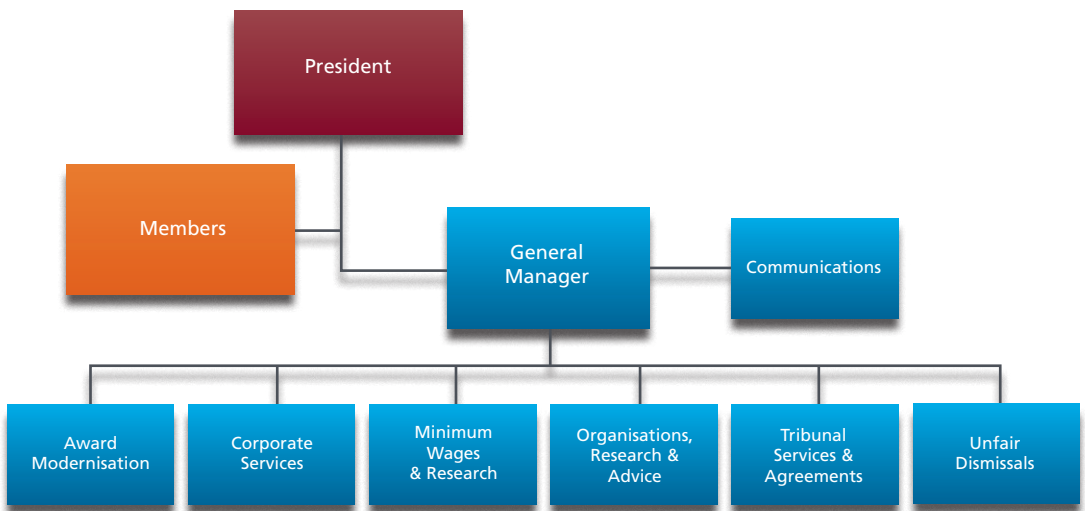 President
Members
General
Manager
Communications
Award
Modernisation
Corporate
Services
Minimum
Wages
& Research
Organisations,
Research &
Advice
Tribunal
Services &
Agreements
Unfair
Dismissals